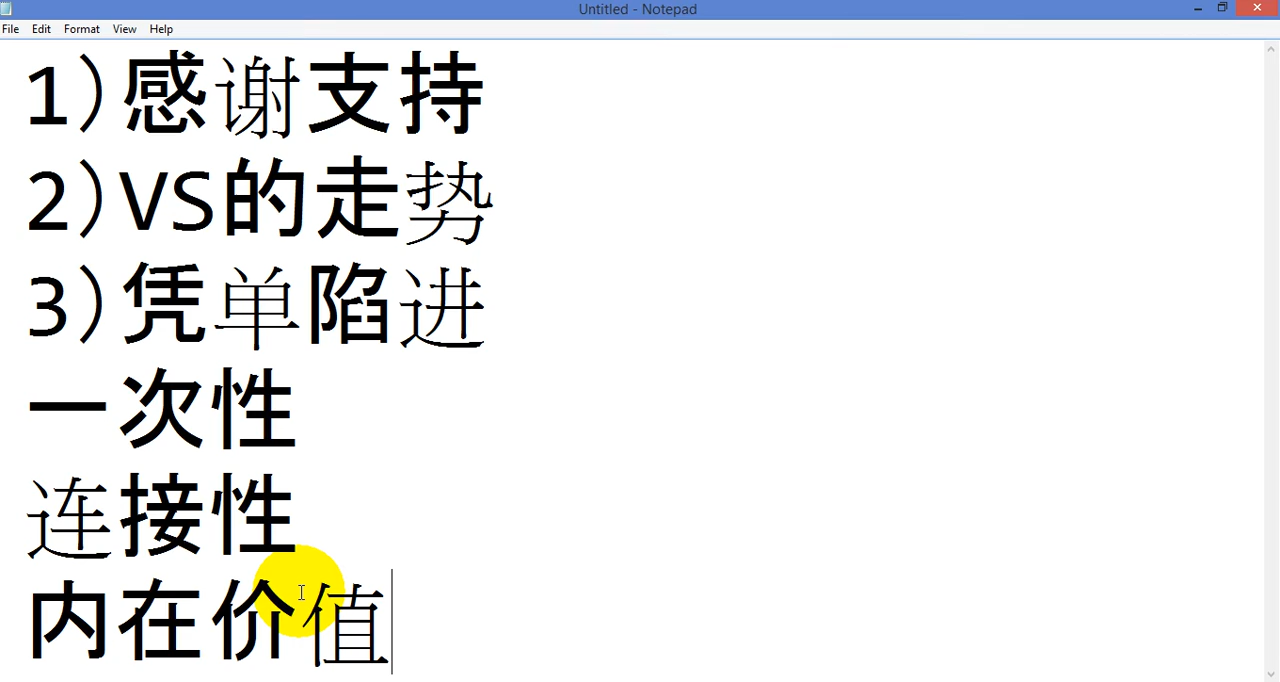 Untitled - Notepad
File Edit Format View Help
1)感谢支持
2)VS的走势
3)凭单陷进
一次性
连接性
内在价值